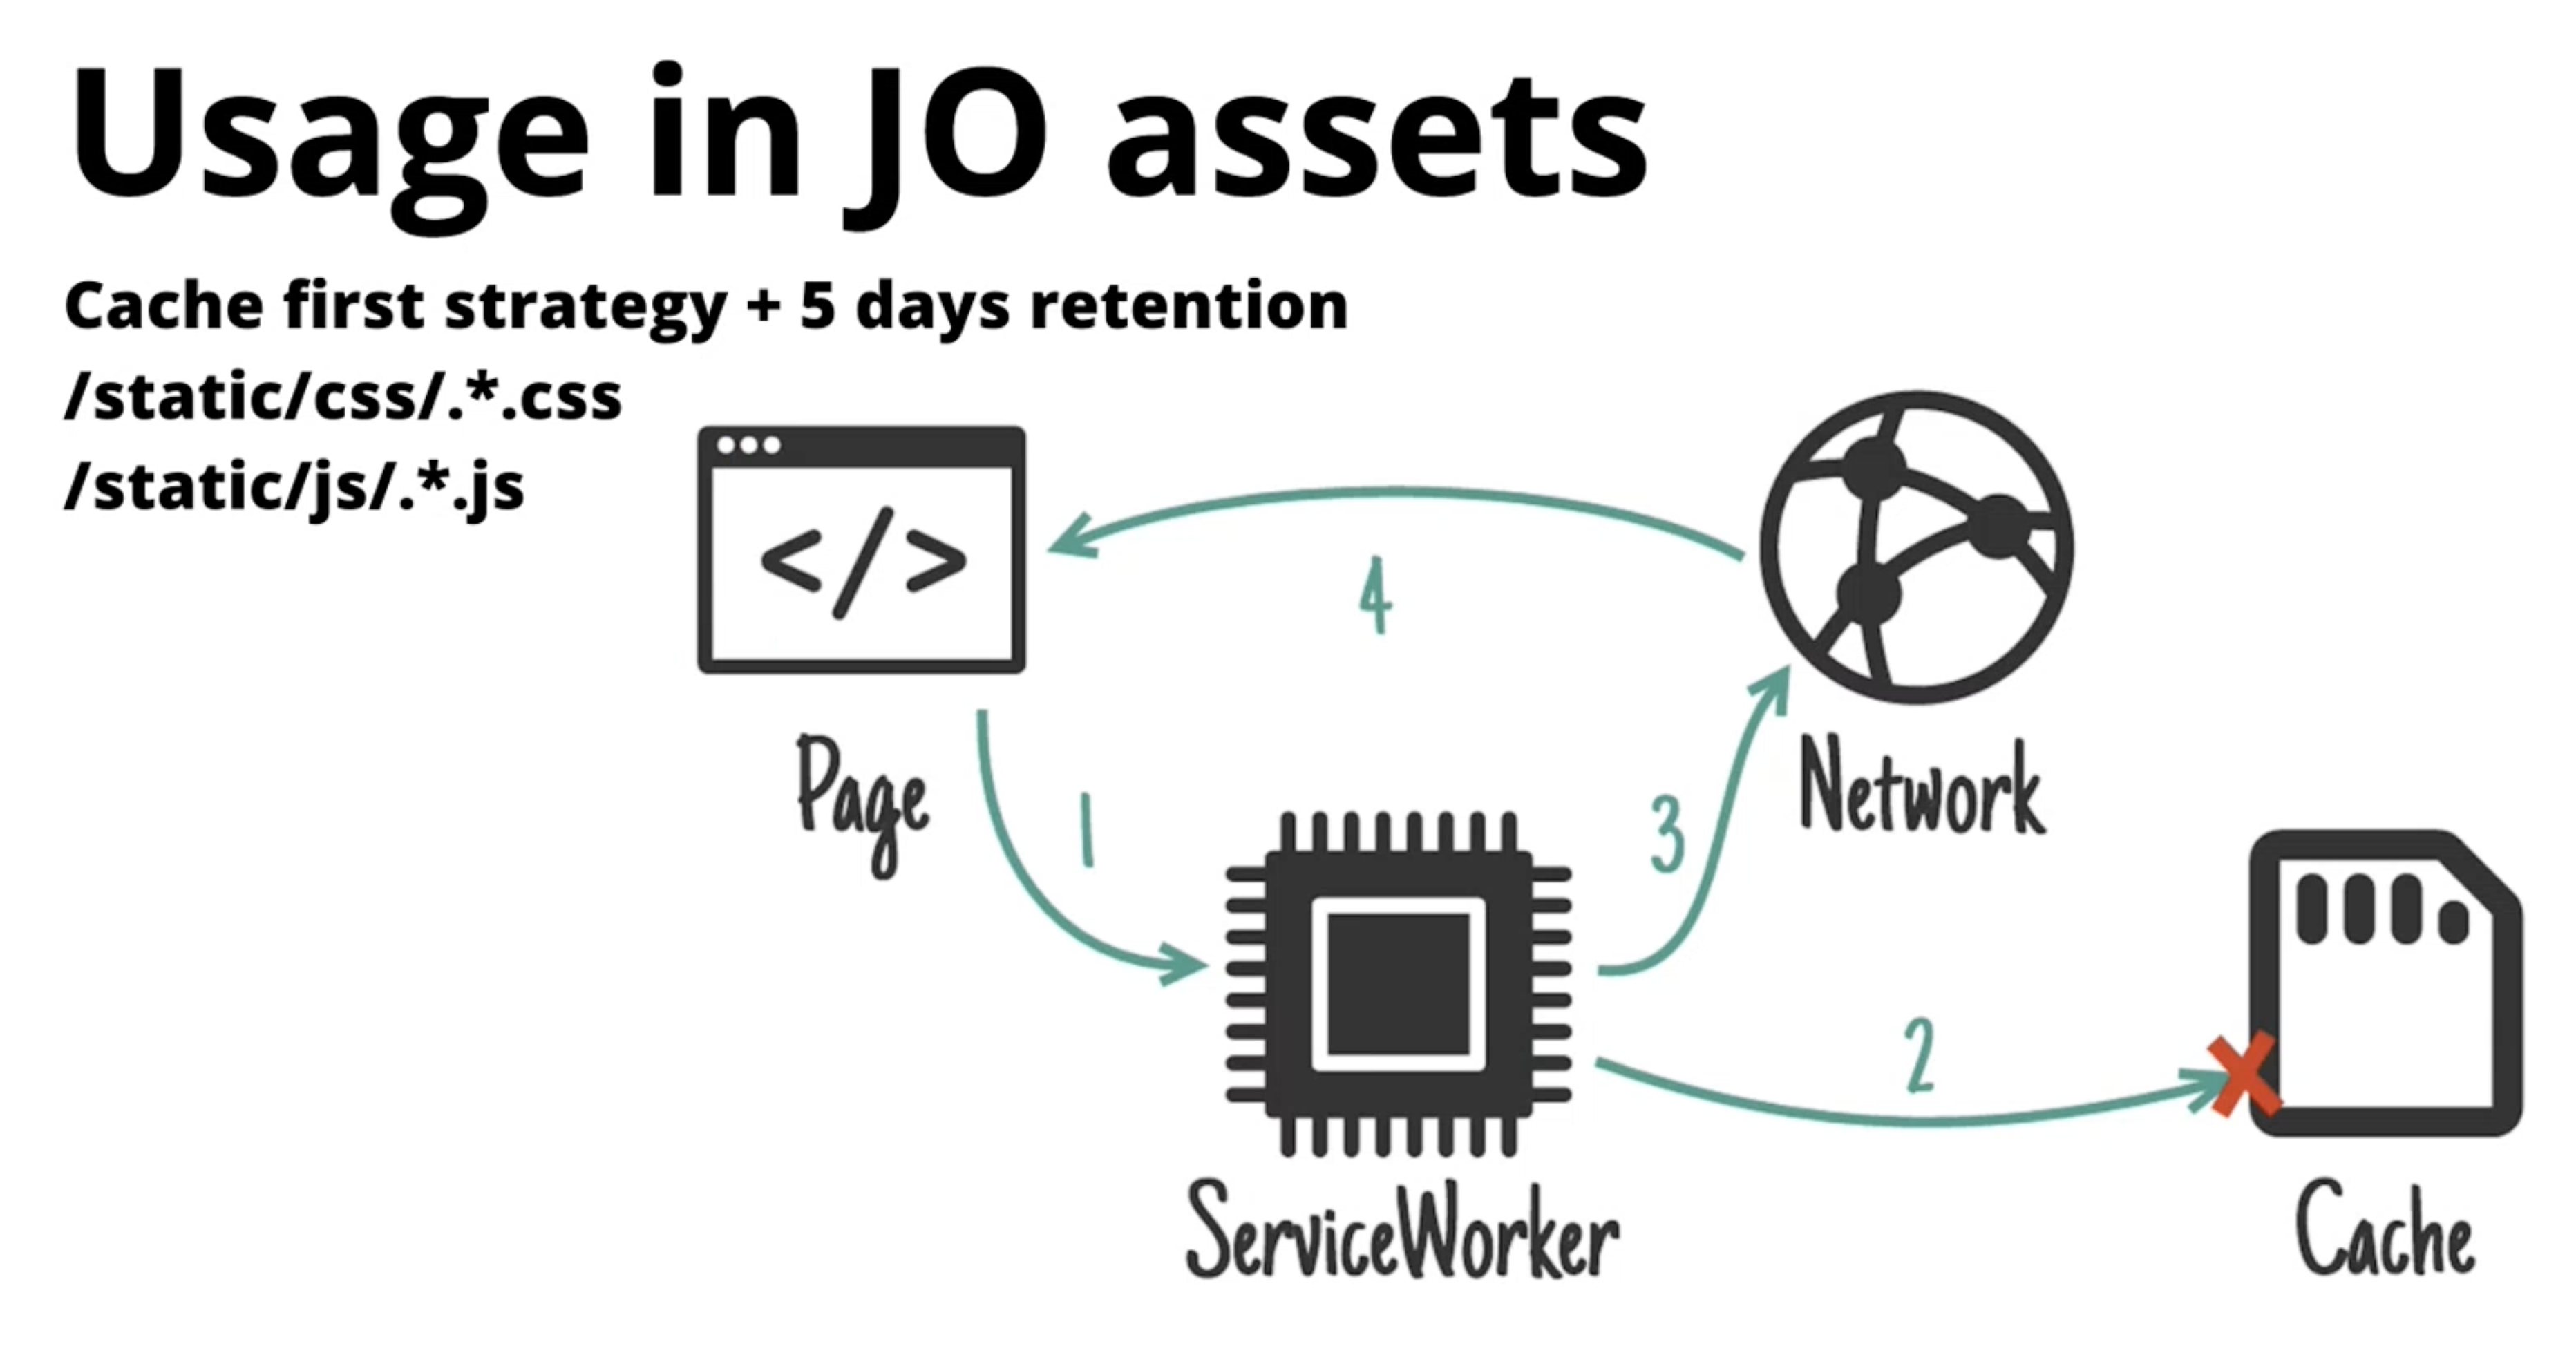 Usage in JO assets
Cache first strategy + 5 days retention
/static/css/.*.css
/static/js/.*.js
</>
4
Page
1
3
Network
2
ServiceWorker
Cache